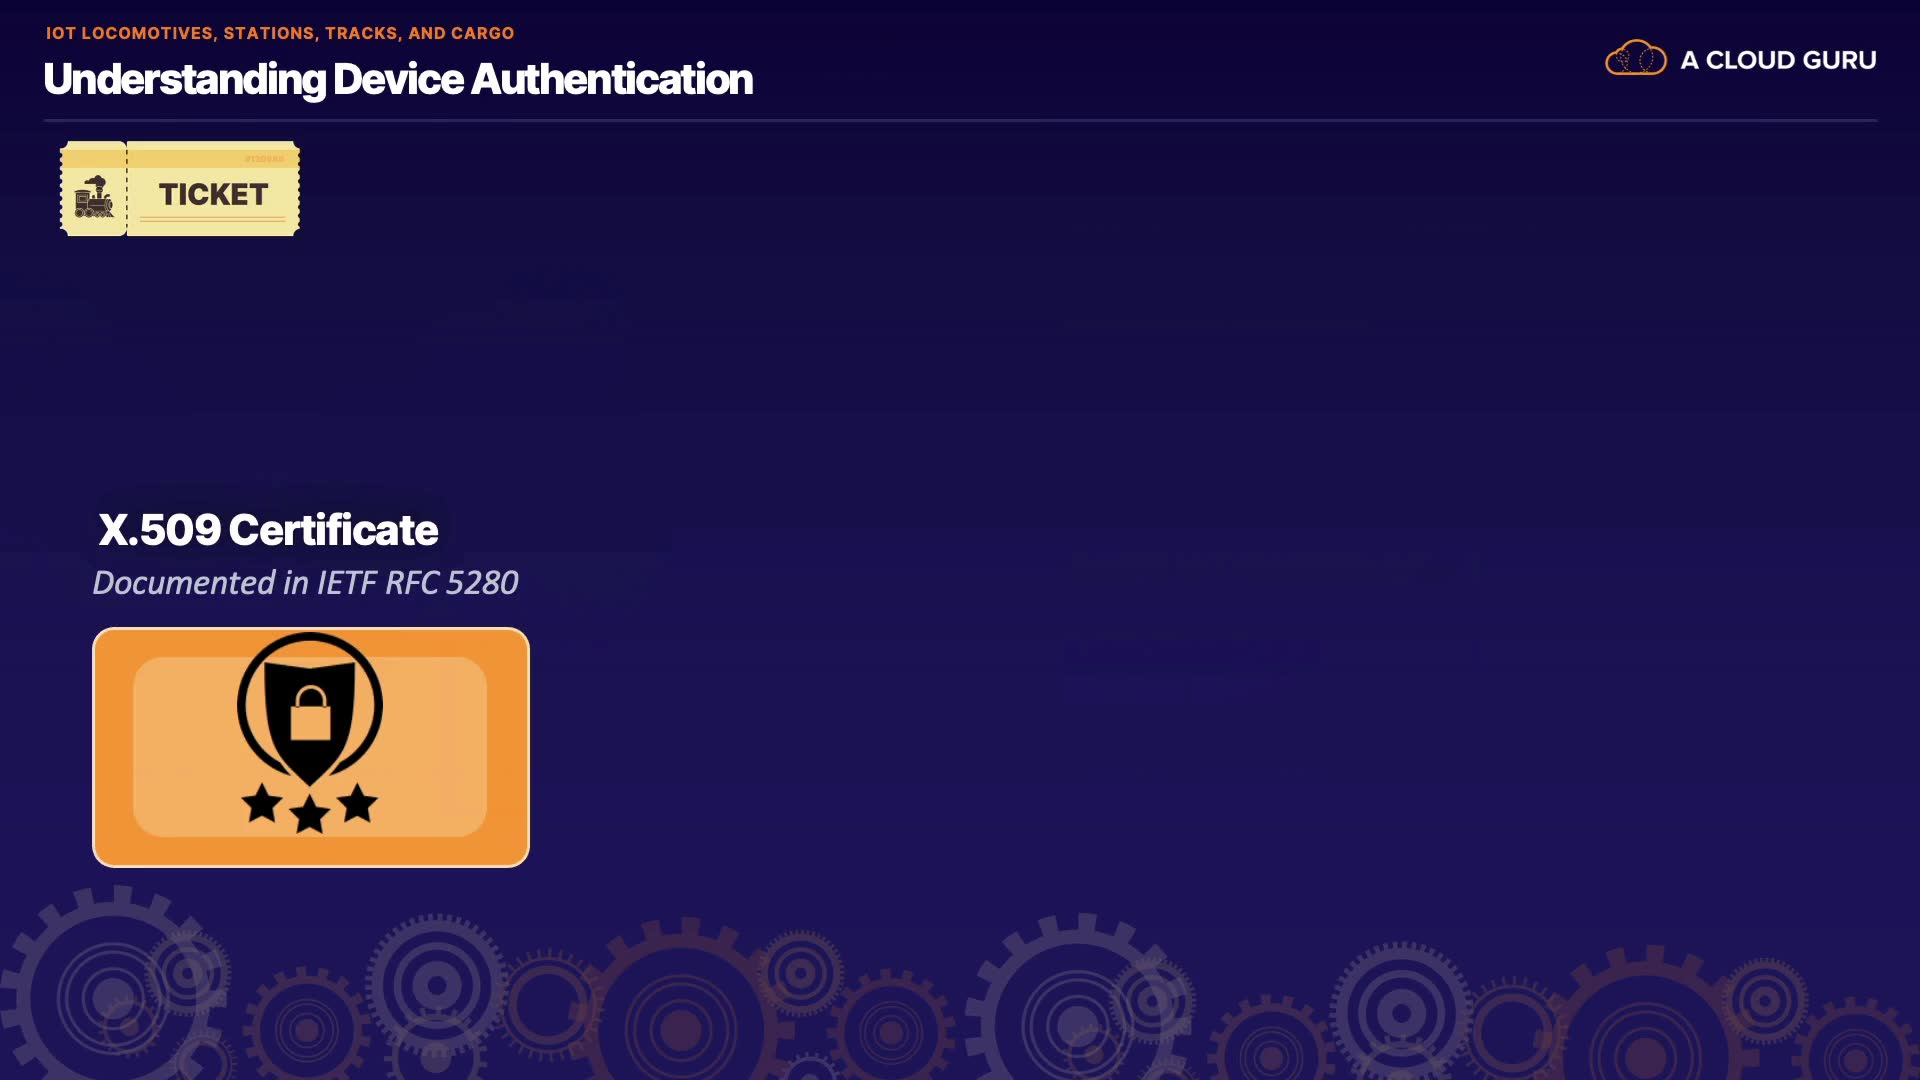 IOT LOCOMOTIVES, STATIONS, TRACKS, AND CARGO
Understanding Device Authentication
A CLOUD GURU
TICKET
X.509 Certificate
Documented in IETF RFC 5280